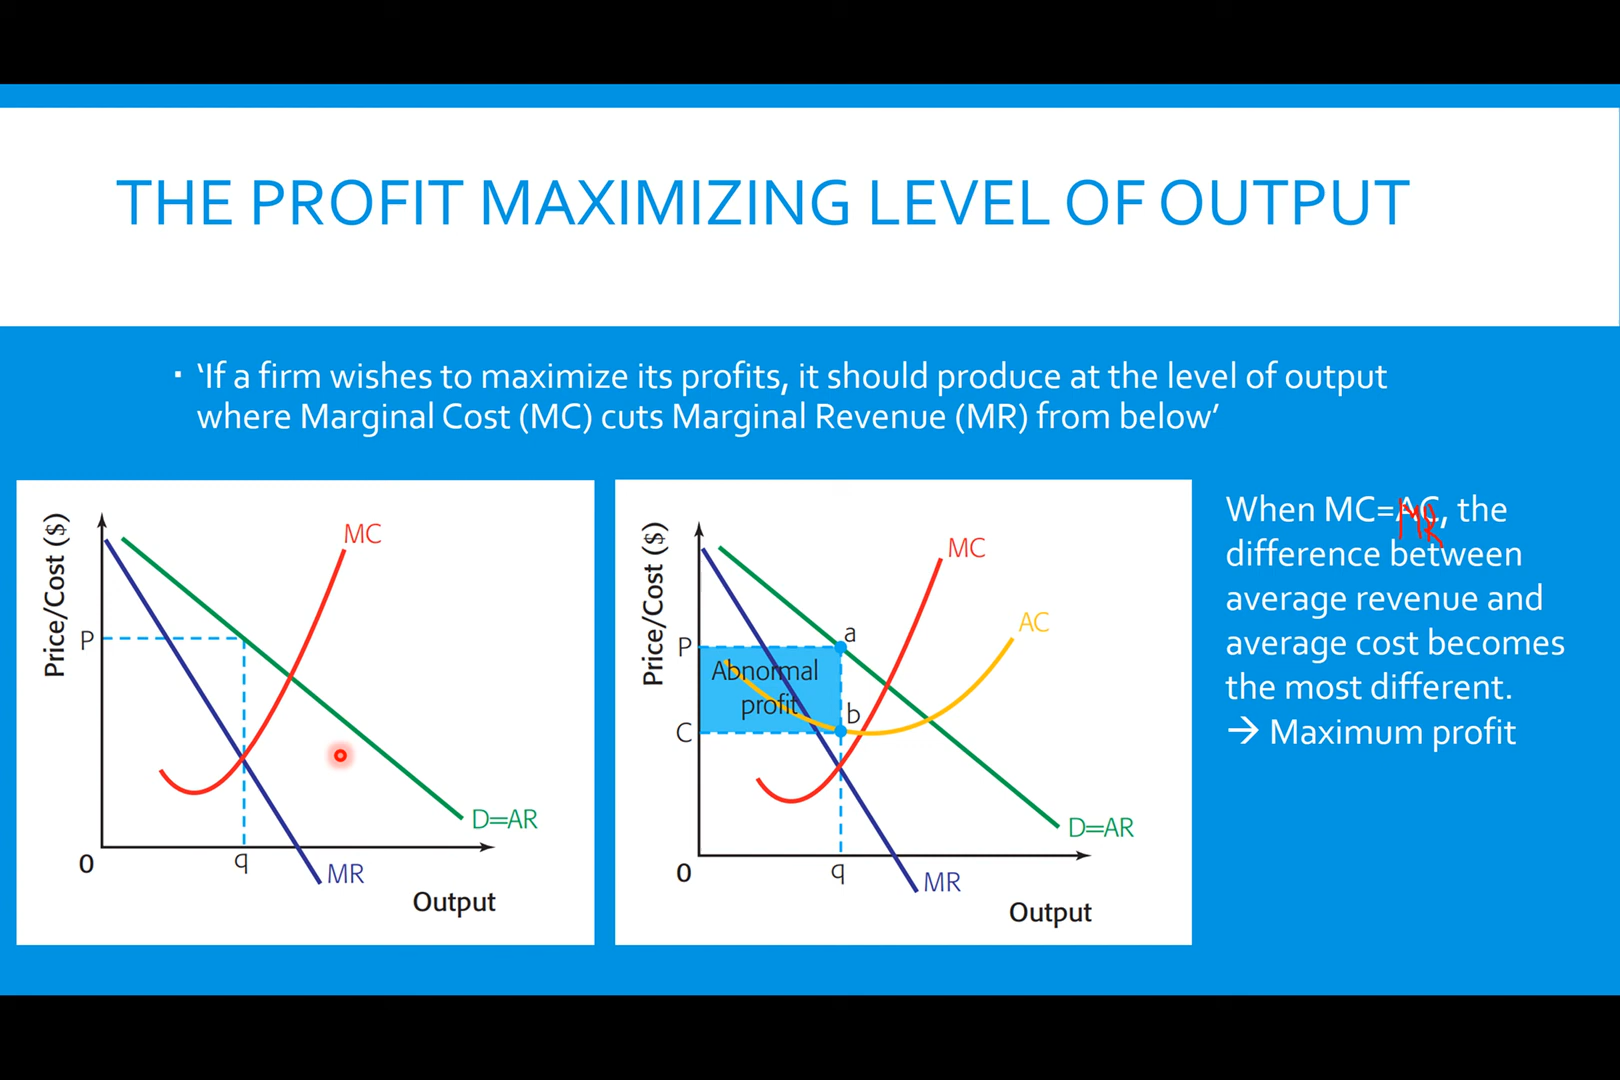 THE PROFIT MAXIMIZING LEVEL OF OUTPUT
▪ ‘If a firm wishes to maximize its profits, it should produce at the level of output
where Marginal Cost (MC) cuts Marginal Revenue (MR) from below’
Price/Cost ($)
MC
P
D=AR
0
q
MR
Output
Price/Cost ($)
MC
AC
a
P
Abnormal
profit
b
C
D=AR
0
q
MR
Output
When MC=AC, the
MR
difference between
average revenue and
average cost becomes
the most different.
→ Maximum profit